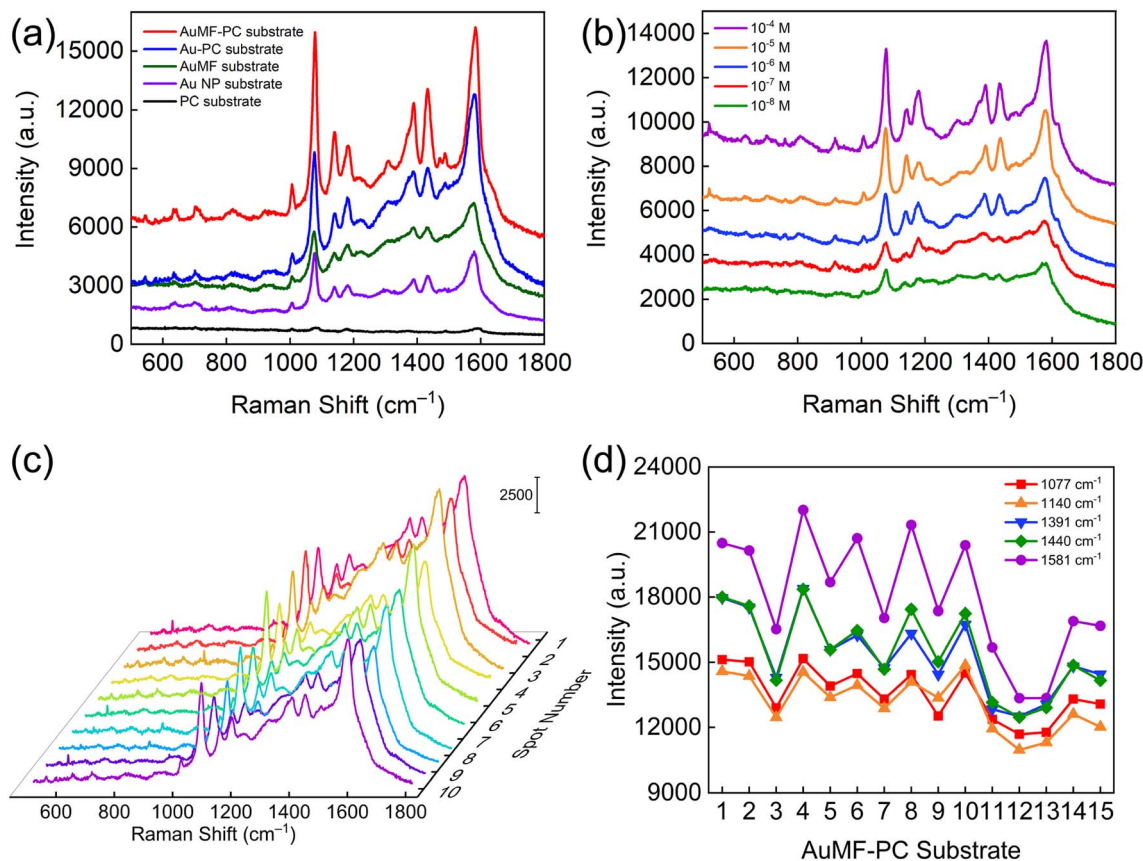 (a)
AuMF-PC substrate
Au-PC substrate
AuMF substrate
Au NP substrate
PC substrate
15000
12000
9000
6000
3000
0
Intensity (a.u.)
600 800 1000 1200 1400 1600 1800
Raman Shift (cm⁻¹)
(b)
10⁻⁴ M
10⁻⁵ M
10⁻⁶ M
10⁻⁷ M
10⁻⁸ M
14000
12000
10000
8000
6000
4000
2000
0
Intensity (a.u.)
600 800 1000 1200 1400 1600 1800
Raman Shift (cm⁻¹)
(c)
2500
1
2
3
4
5
6
7
8
9
10
Spot Number
600 800 1000 1200 1400 1600 1800
Raman Shift (cm⁻¹)
(d)
1077 cm⁻¹
1140 cm⁻¹
1391 cm⁻¹
1440 cm⁻¹
1581 cm⁻¹
24000
21000
18000
15000
12000
9000
Intensity (a.u.)
1 2 3 4 5 6 7 8 9 10 11 12 13 14 15
AuMF-PC Substrate